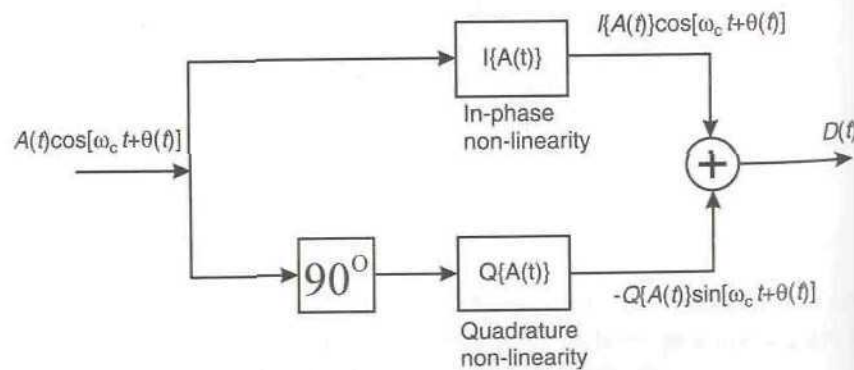 I{A(t)}cos[ωc t+θ(t)]
I{A(t)}
In-phase
non-linearity
A(t)cos[ωc t+θ(t)]
D(t)
+
90°
Q{A(t)}
-Q{A(t)}sin[ωc t+θ(t)]
Quadrature
non-linearity